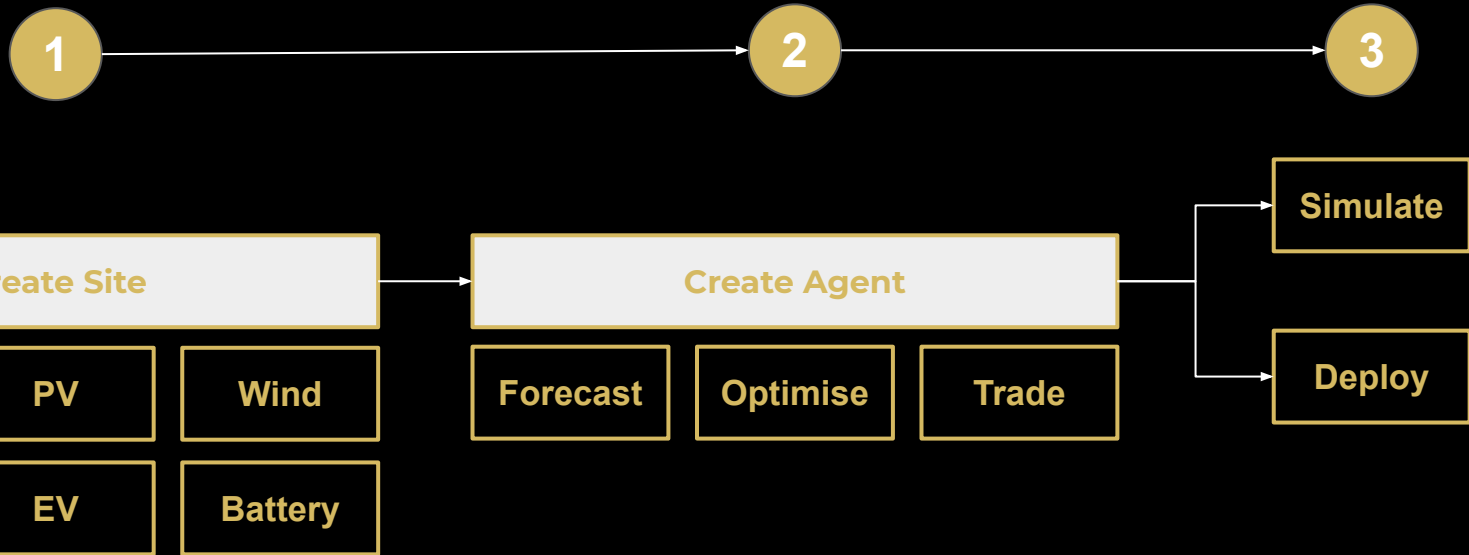 1
2
3
Simulate
eate Site
Create Agent
PV
Wind
Forecast
Optimise
Trade
Deploy
EV
Battery